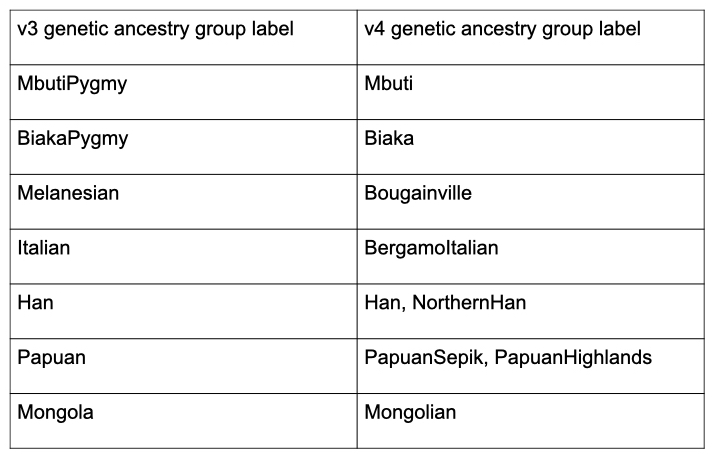 v3 genetic ancestry group label v4 genetic ancestry group label
MbutiPygmy Mbuti
BiakaPygmy Biaka
Melanesian Bougainville
Italian BergamoItalian
Han Han, NorthernHan
Papuan PapuanSepik, PapuanHighlands
Mongola Mongolian